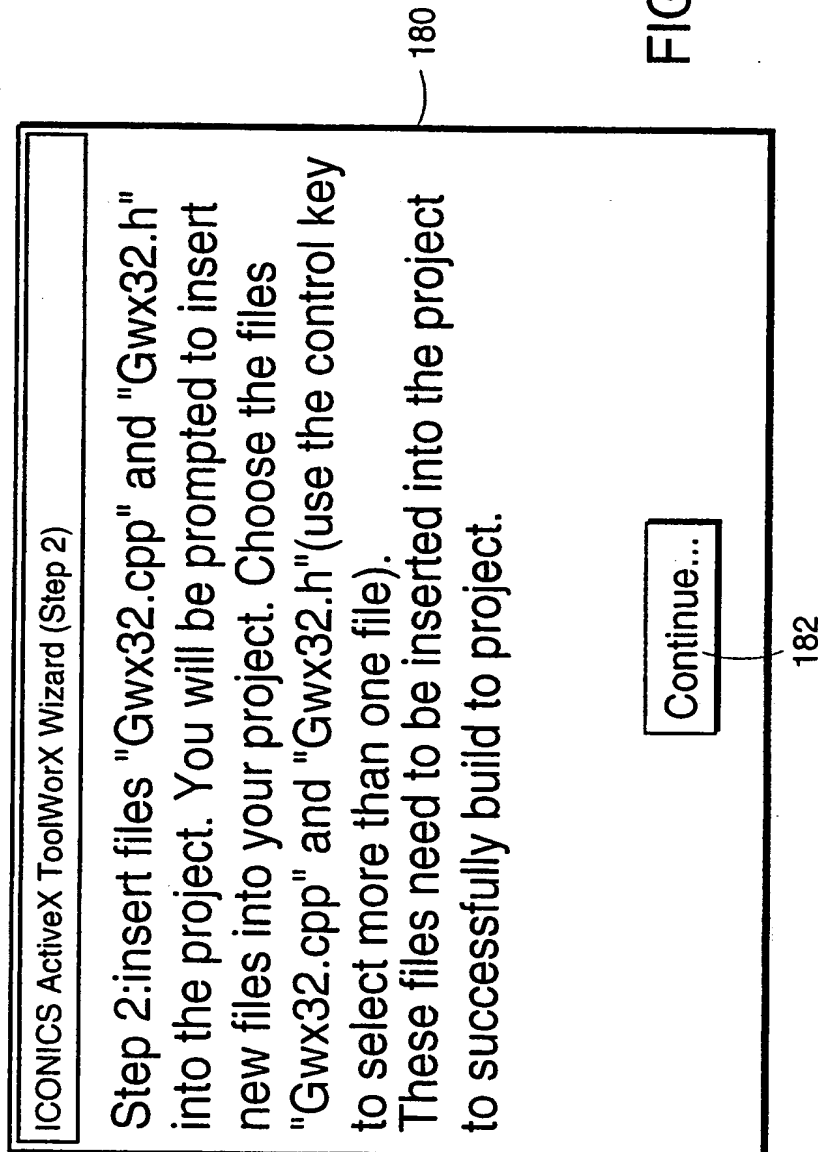 ICONICS ActiveX ToolWorX Wizard (Step 2)
Step 2:insert files "Gwx32.cpp" and "Gwx32.h"
into the project. You will be prompted to insert
new files into your project. Choose the files
"Gwx32.cpp" and "Gwx32.h"(use the control key
to select more than one file).
These files need to be inserted into the project
to successfully build to project.
Continue...
182
180